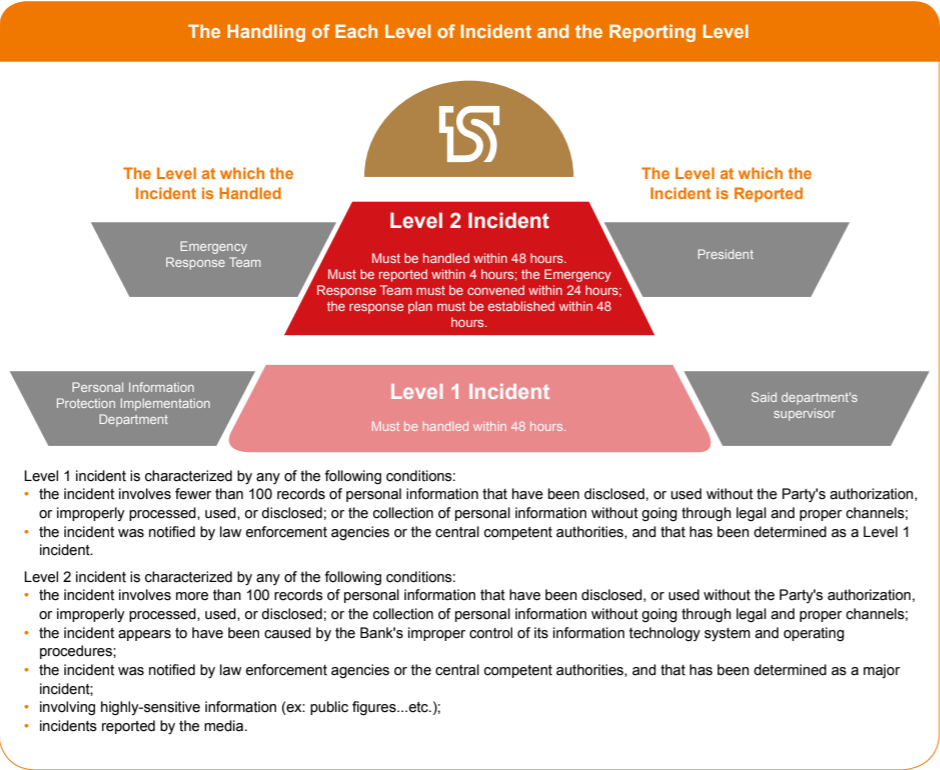 The Handling of Each Level of Incident and the Reporting Level
The Level at which the
Incident is Handled
The Level at which the
Incident is Reported
Level 2 Incident
Must be handled within 48 hours.
Must be reported within 4 hours; the Emergency
Response Team must be convened within 24 hours;
the response plan must be established within 48
hours.
Emergency
Response Team
President
Level 1 Incident
Must be handled within 48 hours.
Personal Information
Protection Implementation
Department
Said department's
supervisor
Level 1 incident is characterized by any of the following conditions:
• the incident involves fewer than 100 records of personal information that have been disclosed, or used without the Party's authorization,
or improperly processed, used, or disclosed; or the collection of personal information without going through legal and proper channels;
• the incident was notified by law enforcement agencies or the central competent authorities, and that has been determined as a Level 1
incident.
Level 2 incident is characterized by any of the following conditions:
• the incident involves more than 100 records of personal information that have been disclosed, or used without the Party's authorization,
or improperly processed, used, or disclosed; or the collection of personal information without going through legal and proper channels;
• the incident appears to have been caused by the Bank's improper control of its information technology system and operating
procedures;
• the incident was notified by law enforcement agencies or the central competent authorities, and that has been determined as a major
incident;
• involving highly-sensitive information (ex: public figures...etc.);
• incidents reported by the media.